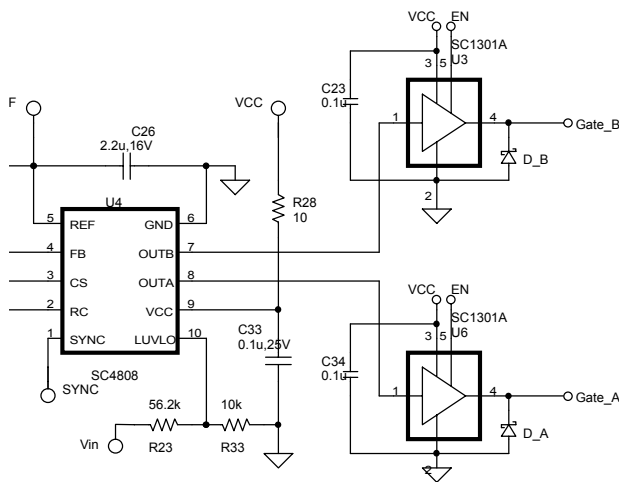 VCC EN
SC1301A
U3
3 5
C23
0.1u
1
4
Gate_B
D_B
2
F
VCC
C26
2.2u,16V
U4
R28
10
5 REF GND 6
4 FB OUTB 7
3 CS OUTA 8
2 RC VCC 9
1 SYNC LUVLO 10
SC4808
SYNC
C33
0.1u,25V
56.2k 10k
R23 R33
Vin
VCC EN
SC1301A
U6
3 5
C34
0.1u
1
4
Gate_A
D_A
2